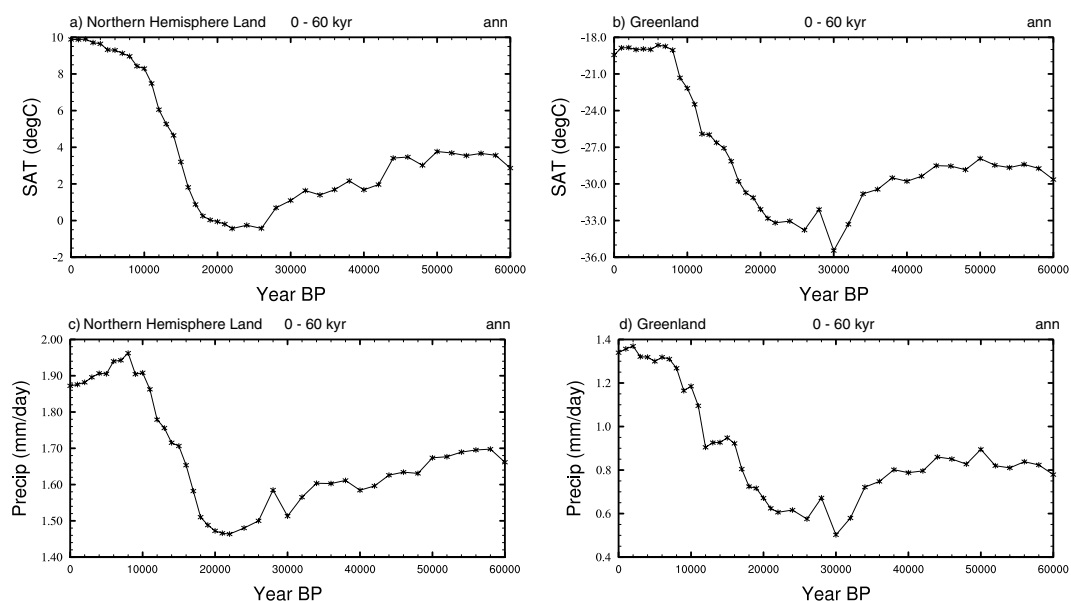 a) Northern Hemisphere Land 0 - 60 kyr ann
SAT (degC)
10
8
6
4
2
0
-2
0 10000 20000 30000 40000 50000 60000
Year BP
b) Greenland 0 - 60 kyr ann
SAT (degC)
-18.0
-21.0
-24.0
-27.0
-30.0
-33.0
-36.0
0 10000 20000 30000 40000 50000 60000
Year BP
c) Northern Hemisphere Land 0 - 60 kyr ann
Precip (mm/day)
2.00
1.90
1.80
1.70
1.60
1.50
1.40
0 10000 20000 30000 40000 50000 60000
Year BP
d) Greenland 0 - 60 kyr ann
Precip (mm/day)
1.4
1.2
1.0
0.8
0.6
0.4
0 10000 20000 30000 40000 50000 60000
Year BP